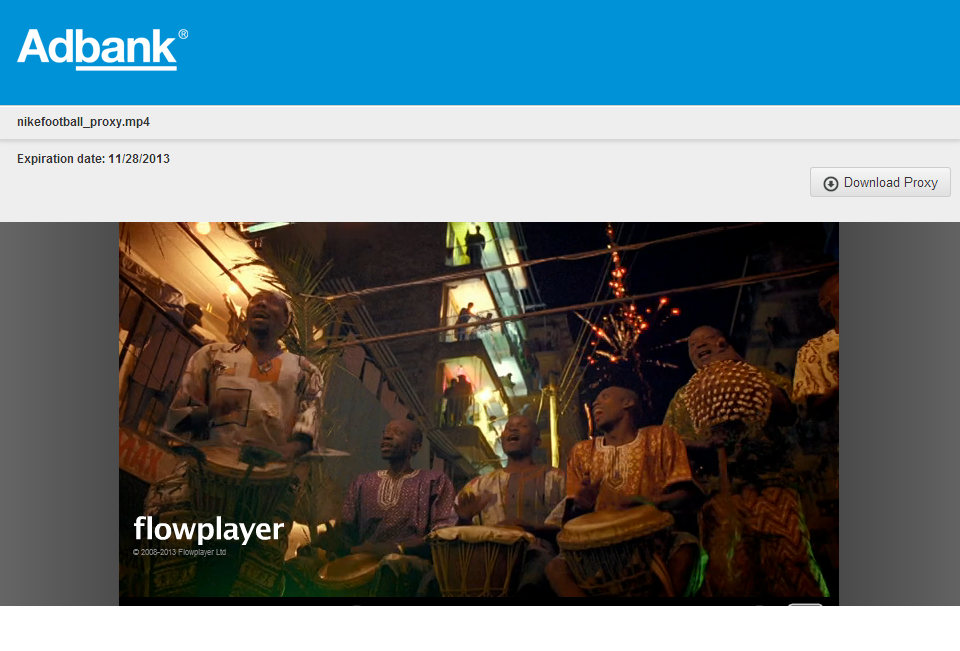 Adbank®
nikefootball_proxy.mp4
Expiration date: 11/28/2013
Download Proxy
flowplayer
© 2008-2013 Flowplayer Ltd